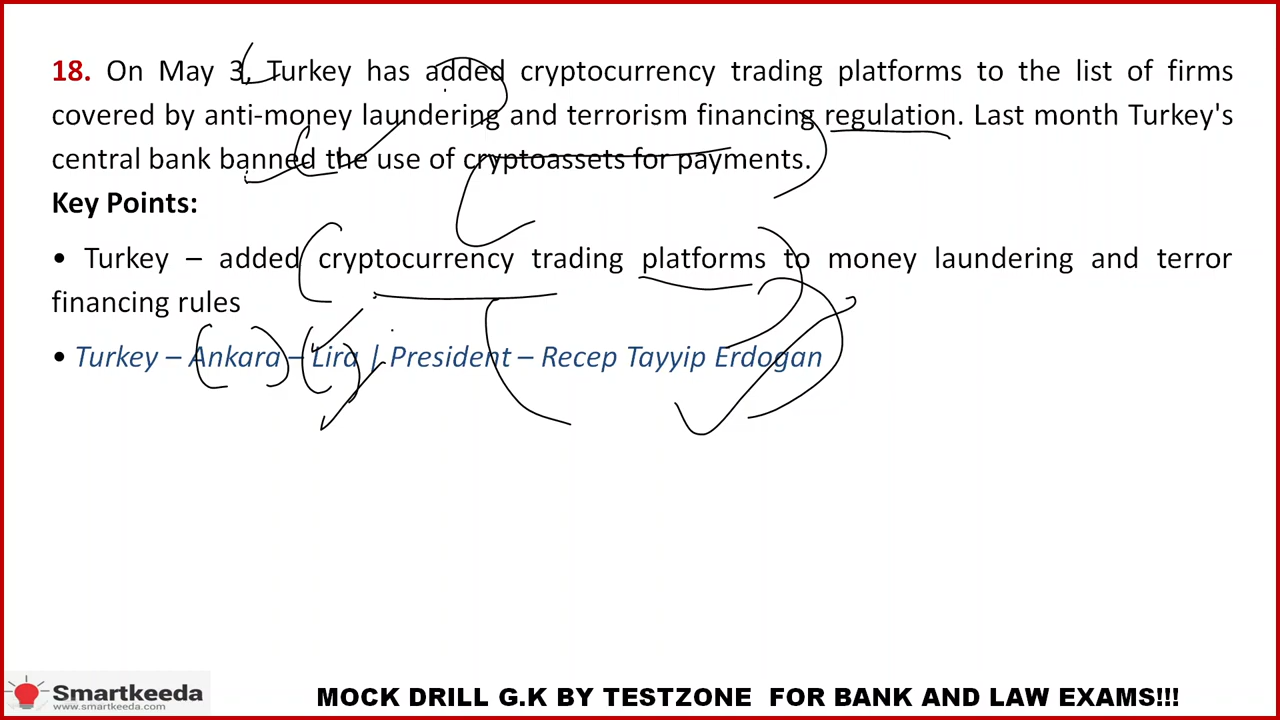 18. On May 3, Turkey has added cryptocurrency trading platforms to the list of firms
covered by anti-money laundering and terrorism financing regulation. Last month Turkey's
central bank banned the use of cryptoassets for payments.
Key Points:
• Turkey – added cryptocurrency trading platforms to money laundering and terror
financing rules
• Turkey – Ankara – Lira | President – Recep Tayyip Erdogan
Smartkeeda
www.smartkeeda.com
MOCK DRILL G.K BY TESTZONE FOR BANK AND LAW EXAMS!!!